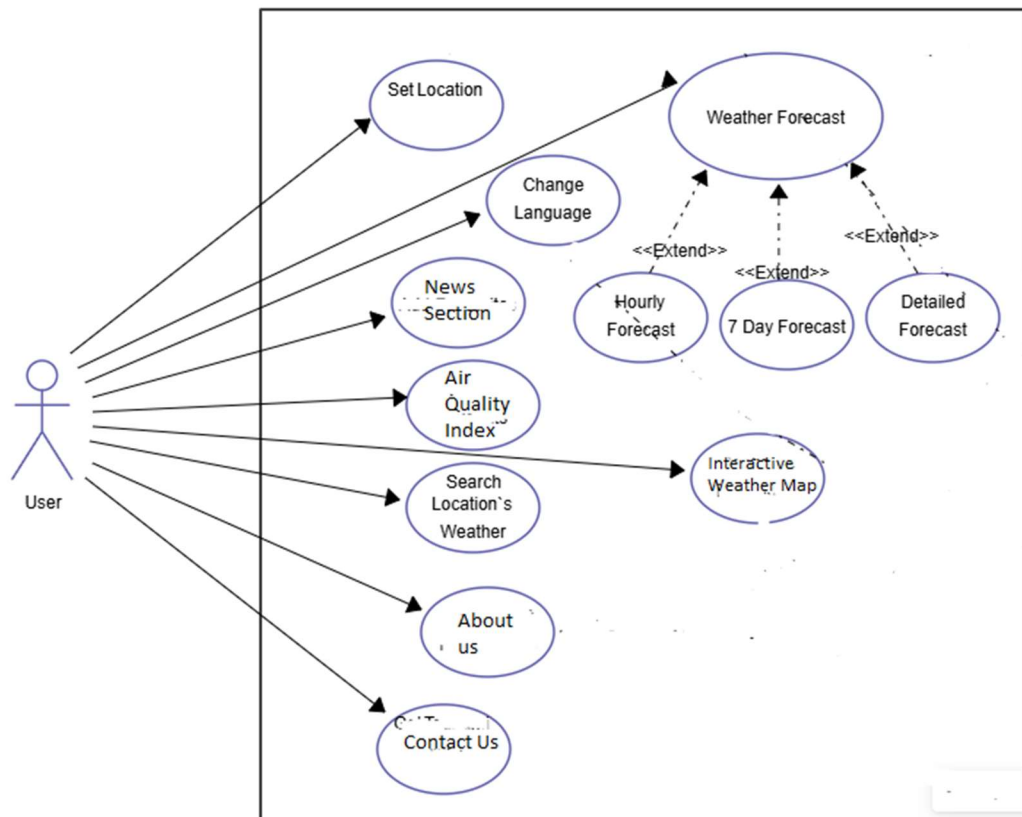 Set Location
Weather Forecast
Change
Language
<<Extend>>
<<Extend>>
<<Extend>>
News
Section
Hourly
Forecast
7 Day Forecast
Detailed
Forecast
Air
Quality
Index
Interactive
Weather Map
Search
Location`s
Weather
User
About
us
Contact Us